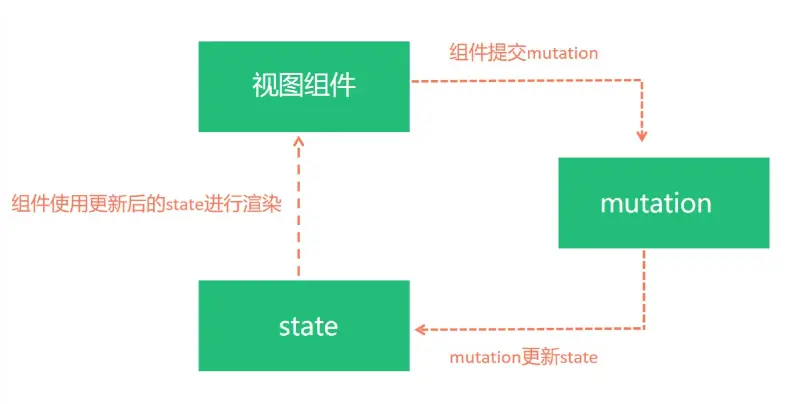 组件提交mutation
视图组件
mutation
组件使用更新后的state进行渲染
state
mutation更新state